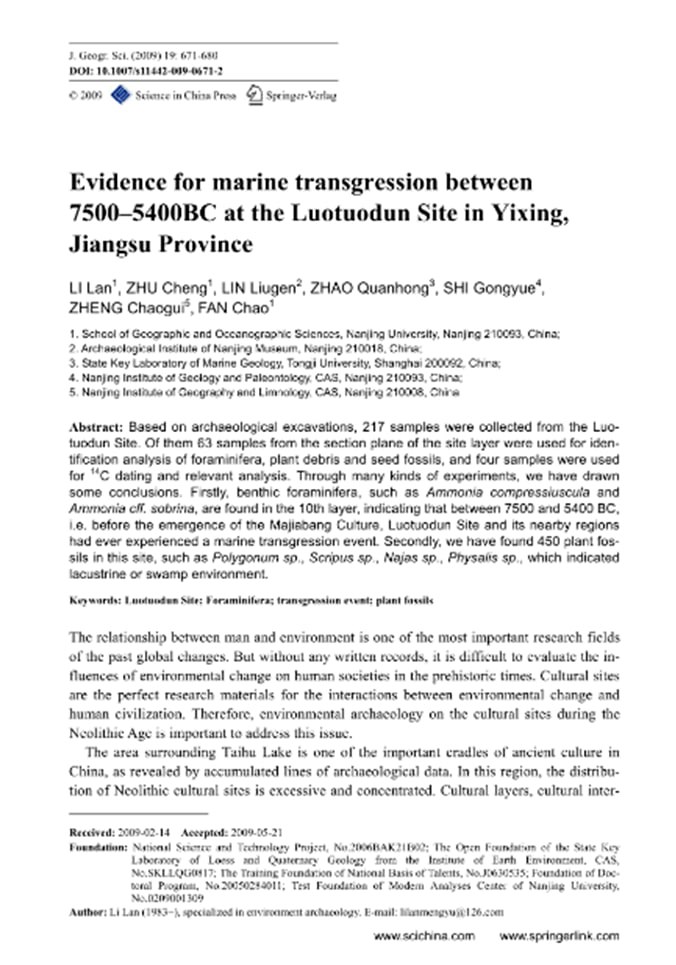 J. Geogr. Sci. (2009) 19: 671-680
DOI: 10.1007/s11442-009-0671-2
© 2009 Science in China Press Springer-Verlag
Evidence for marine transgression between
7500–5400BC at the Luotuodun Site in Yixing,
Jiangsu Province
LI Lan1, ZHU Cheng1, LIN Liugen2, ZHAO Quanhong3, SHI Gongyue4,
ZHENG Chaogui5, FAN Chao1
1. School of Geographic and Oceanographic Sciences, Nanjing University, Nanjing 210093, China;
2. Archaeological Institute of Nanjing Museum, Nanjing 210018, China;
3. State Key Laboratory of Marine Geology, Tongji University, Shanghai 200092, China;
4. Nanjing Institute of Geology and Paleontology, CAS, Nanjing 210093, China;
5. Nanjing Institute of Geography and Limnology, CAS, Nanjing 210008, China
Abstract: Based on archaeological excavations, 217 samples were collected from the Luo-
tuodun Site. Of them 63 samples from the section plane of the site layer were used for iden-
tification analysis of foraminifera, plant debris and seed fossils, and four samples were used
for 14C dating and relevant analysis. Through many kinds of experiments, we have drawn
some conclusions. Firstly, benthic foraminifera, such as Ammonia compressiuscula and
Ammonia cff. sobrina, are found in the 10th layer, indicating that between 7500 and 5400 BC,
i.e. before the emergence of the Majiabang Culture, Luotuodun Site and its nearby regions
had ever experienced a marine transgression event. Secondly, we have found 450 plant fos-
sils in this site, such as Polygonum sp., Scripus sp., Najas sp., Physalis sp., which indicated
lacustrine or swamp environment.
Keywords: Luotuodun Site; Foraminifera; transgression event; plant fossils
The relationship between man and environment is one of the most important research fields
of the past global changes. But without any written records, it is difficult to evaluate the in-
fluences of environmental change on human societies in the prehistoric times. Cultural sites
are the perfect research materials for the interactions between environmental change and
human civilization. Therefore, environmental archaeology on the cultural sites during the
Neolithic Age is important to address this issue.
The area surrounding Taihu Lake is one of the important cradles of ancient culture in
China, as revealed by accumulated lines of archaeological data. In this region, the distribu-
tion of Neolithic cultural sites is excessive and concentrated. Cultural layers, cultural inter-
Received: 2009-02-14 Accepted: 2009-05-21
Foundation: National Science and Technology Project, No.2006BAK21B02; The Open Foundation of the State Key
Laboratory of Loess and Quaternary Geology from the Institute of Earth Environment, CAS,
No.SKLLQG0817; The Training Foundation of National Basis of Talents, No.J0630535; Foundation of Doc-
toral Program, No.20050284011; Test Foundation of Modern Analyses Center of Nanjing University,
No.0209001309
Author: Li Lan (1983–), specialized in environment archaeology. E-mail: lilanmengyu@126.com
www.scichina.com www.springerlink.com